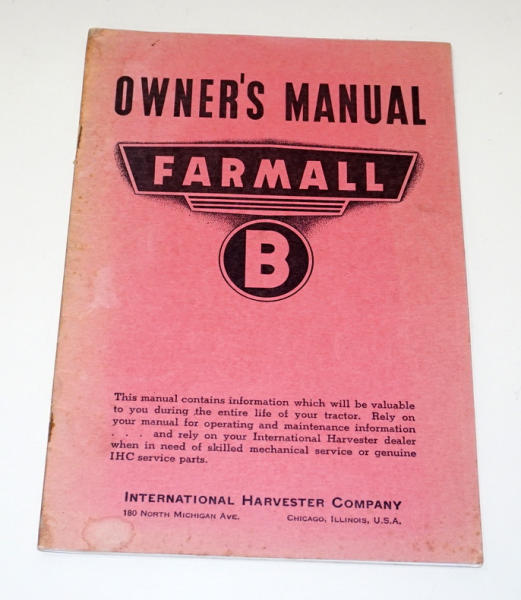 OWNER'S MANUAL
FARMALL
B
This manual contains information which will be valuable
to you during the entire life of your tractor. Rely on
your manual for operating and maintenance information
. . . and rely on your International Harvester dealer
when in need of skilled mechanical service or genuine
IHC service parts.
INTERNATIONAL HARVESTER COMPANY
180 NORTH MICHIGAN AVE. CHICAGO, ILLINOIS, U.S.A.